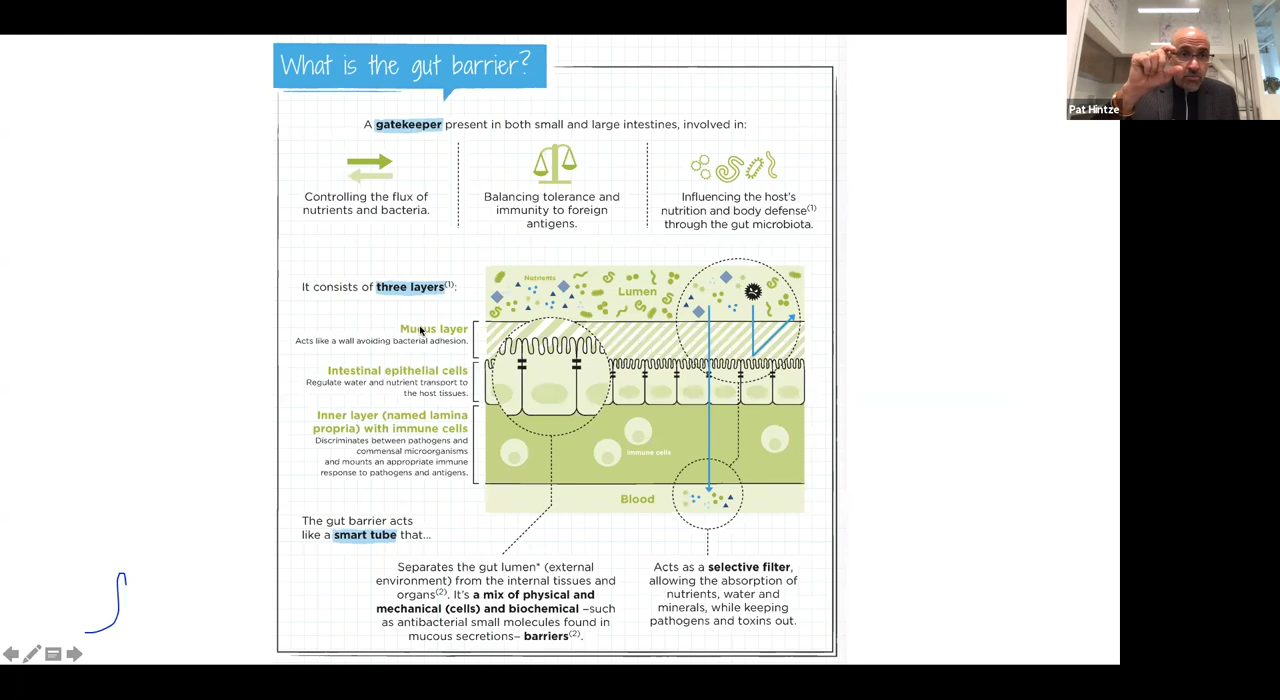 Pat Hintze
What is the gut barrier?
A gatekeeper present in both small and large intestines, involved in:
Controlling the flux of
nutrients and bacteria.
Balancing tolerance and
immunity to foreign
antigens.
Influencing the host's
nutrition and body defense(1)
through the gut microbiota.
It consists of three layers(1):
Nutrients
Lumen
Mucus layer
Acts like a wall avoiding bacterial adhesion.
Intestinal epithelial cells
Regulate water and nutrient transport to
the host tissues.
Inner layer (named lamina
propria) with immune cells
Discriminates between pathogens and
commensal microorganisms
and mounts an appropriate immune
response to pathogens and antigens.
Immune cells
Blood
The gut barrier acts
like a smart tube that...
Separates the gut lumen* (external
environment) from the internal tissues and
organs(2). It's a mix of physical and
mechanical (cells) and biochemical –such
as antibacterial small molecules found in
mucous secretions– barriers(2).
Acts as a selective filter,
allowing the absorption of
nutrients, water and
minerals, while keeping
pathogens and toxins out.